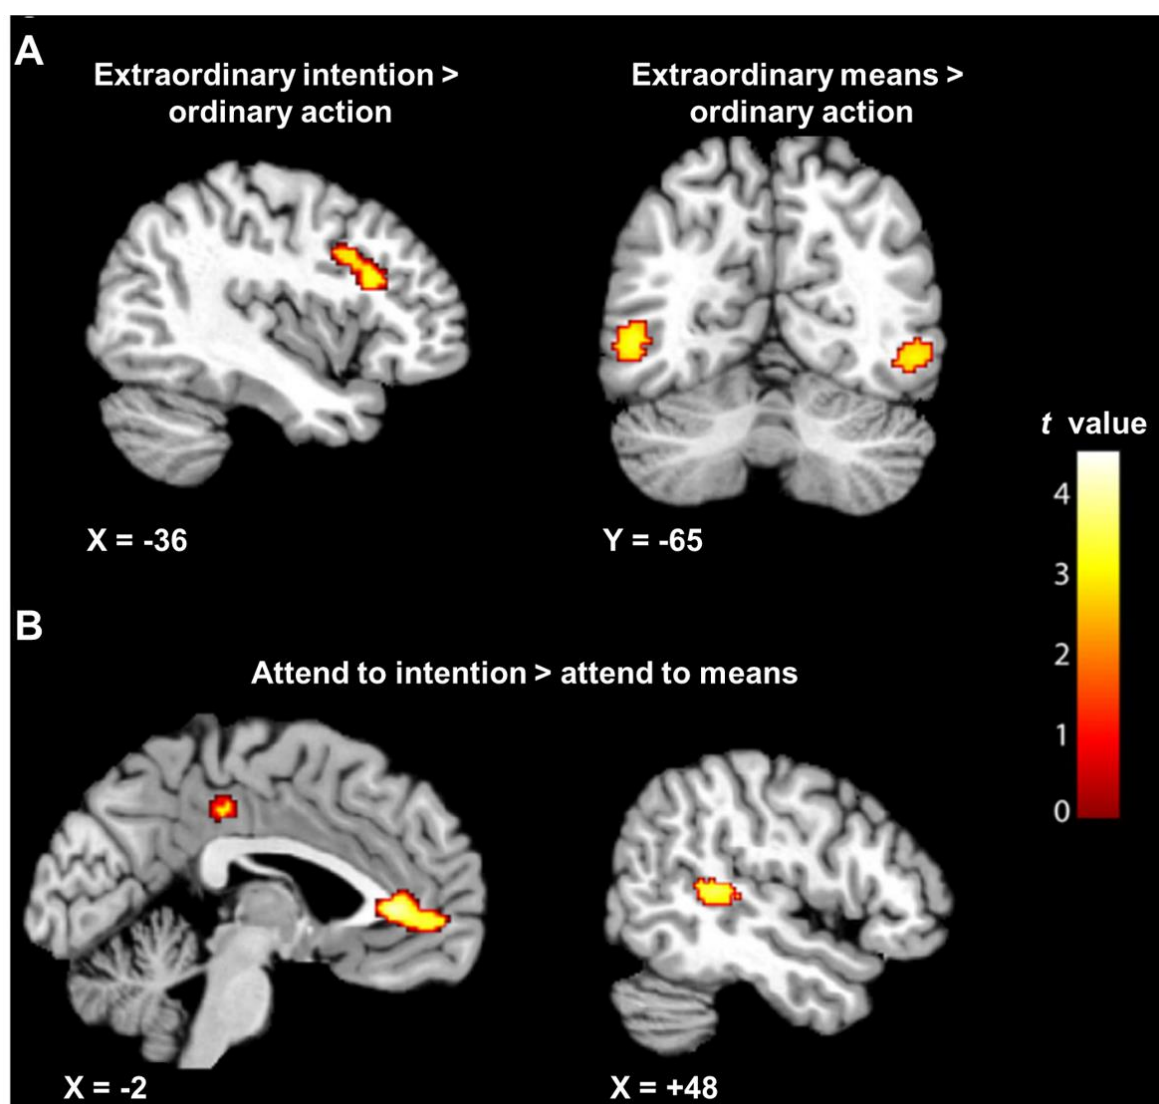 A
Extraordinary intention >
ordinary action
Extraordinary means >
ordinary action
X = -36
Y = -65
t value
4
3
2
1
0
B
Attend to intention > attend to means
X = -2
X = +48